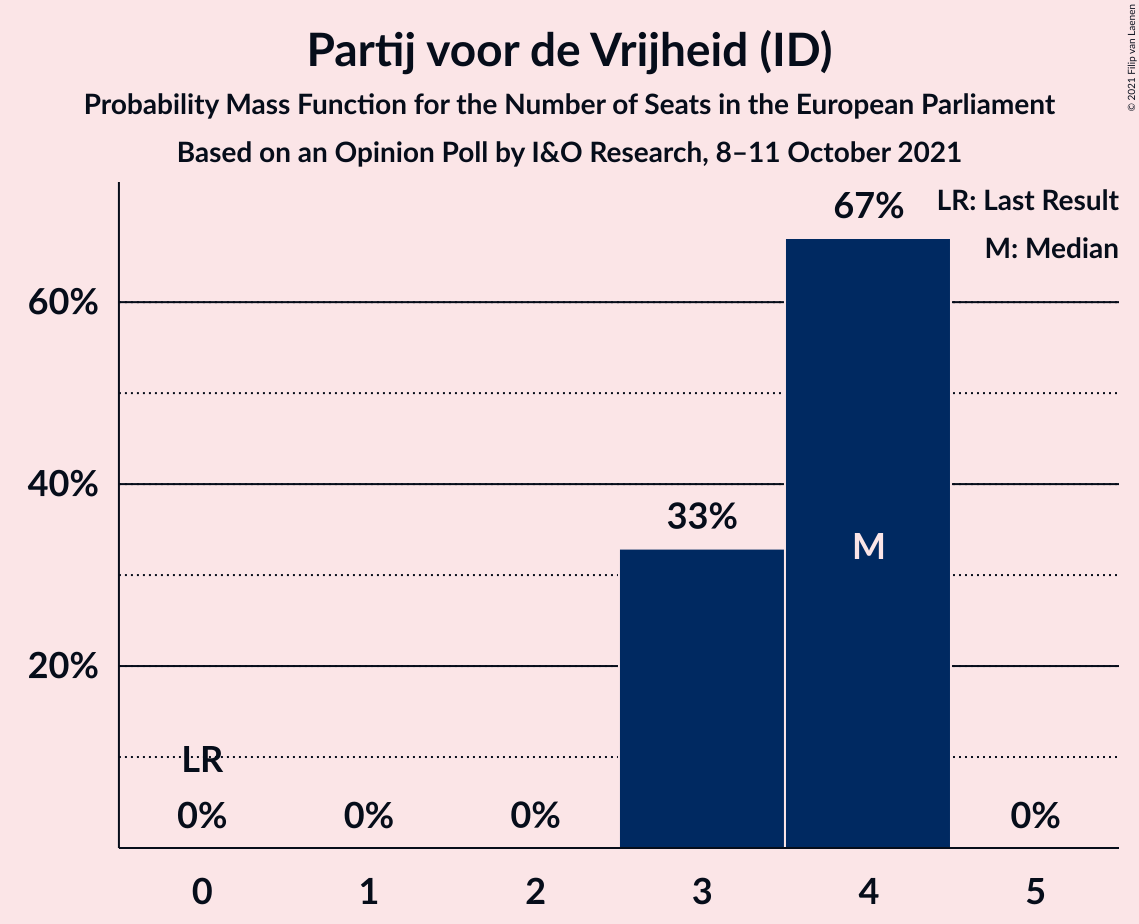 Partij voor de Vrijheid (ID)
Probability Mass Function for the Number of Seats in the European Parliament
Based on an Opinion Poll by I&O Research, 8–11 October 2021
© 2021 Filip van Laenen
LR: Last Result
M: Median
67%
60%
40%
33%
M
20%
LR
0% 0% 0% 0%
0 1 2 3 4 5